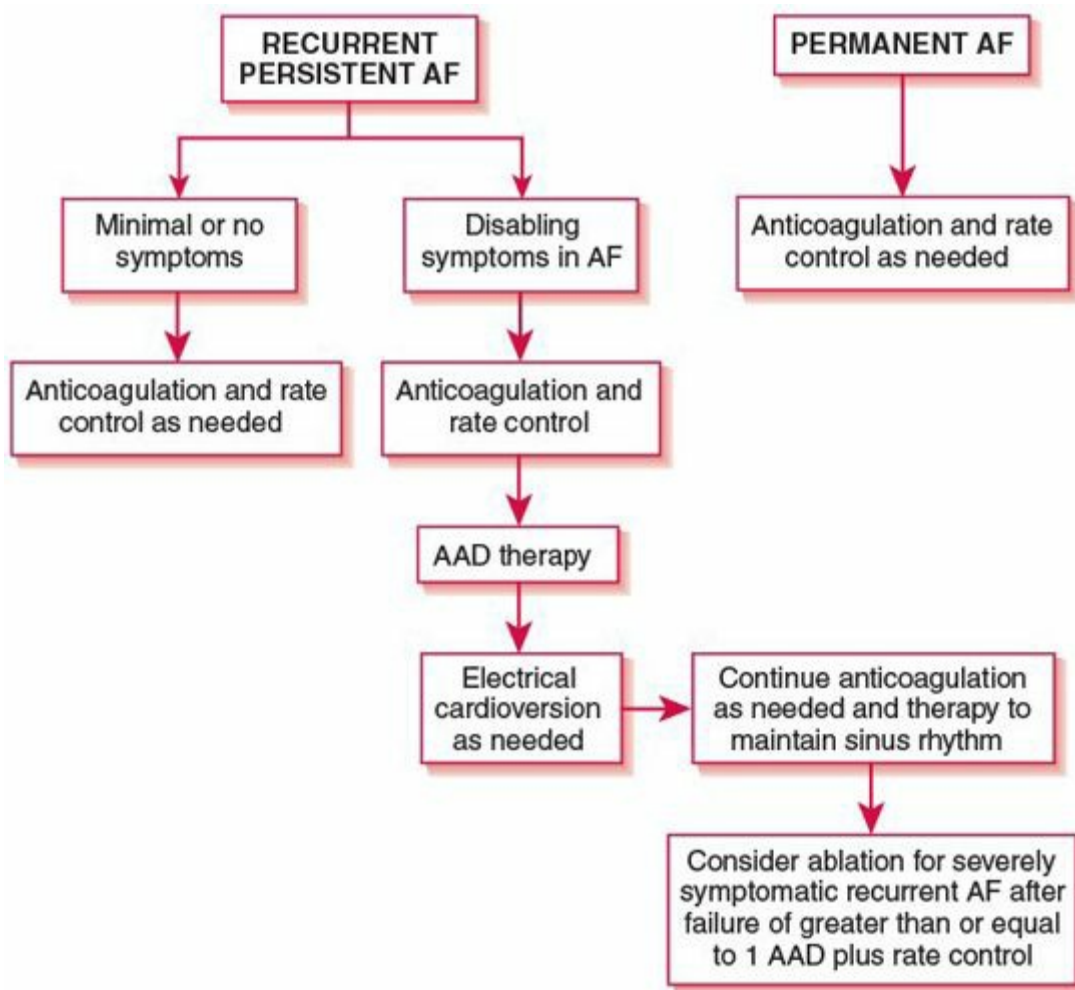 RECURRENT
PERSISTENT AF
PERMANENT AF
Minimal or no
symptoms
Disabling
symptoms in AF
Anticoagulation and rate
control as needed
Anticoagulation and rate
control as needed
Anticoagulation and
rate control
AAD therapy
Electrical
cardioversion
as needed
Continue anticoagulation
as needed and therapy to
maintain sinus rhythm
Consider ablation for severely
symptomatic recurrent AF after
failure of greater than or equal
to 1 AAD plus rate control